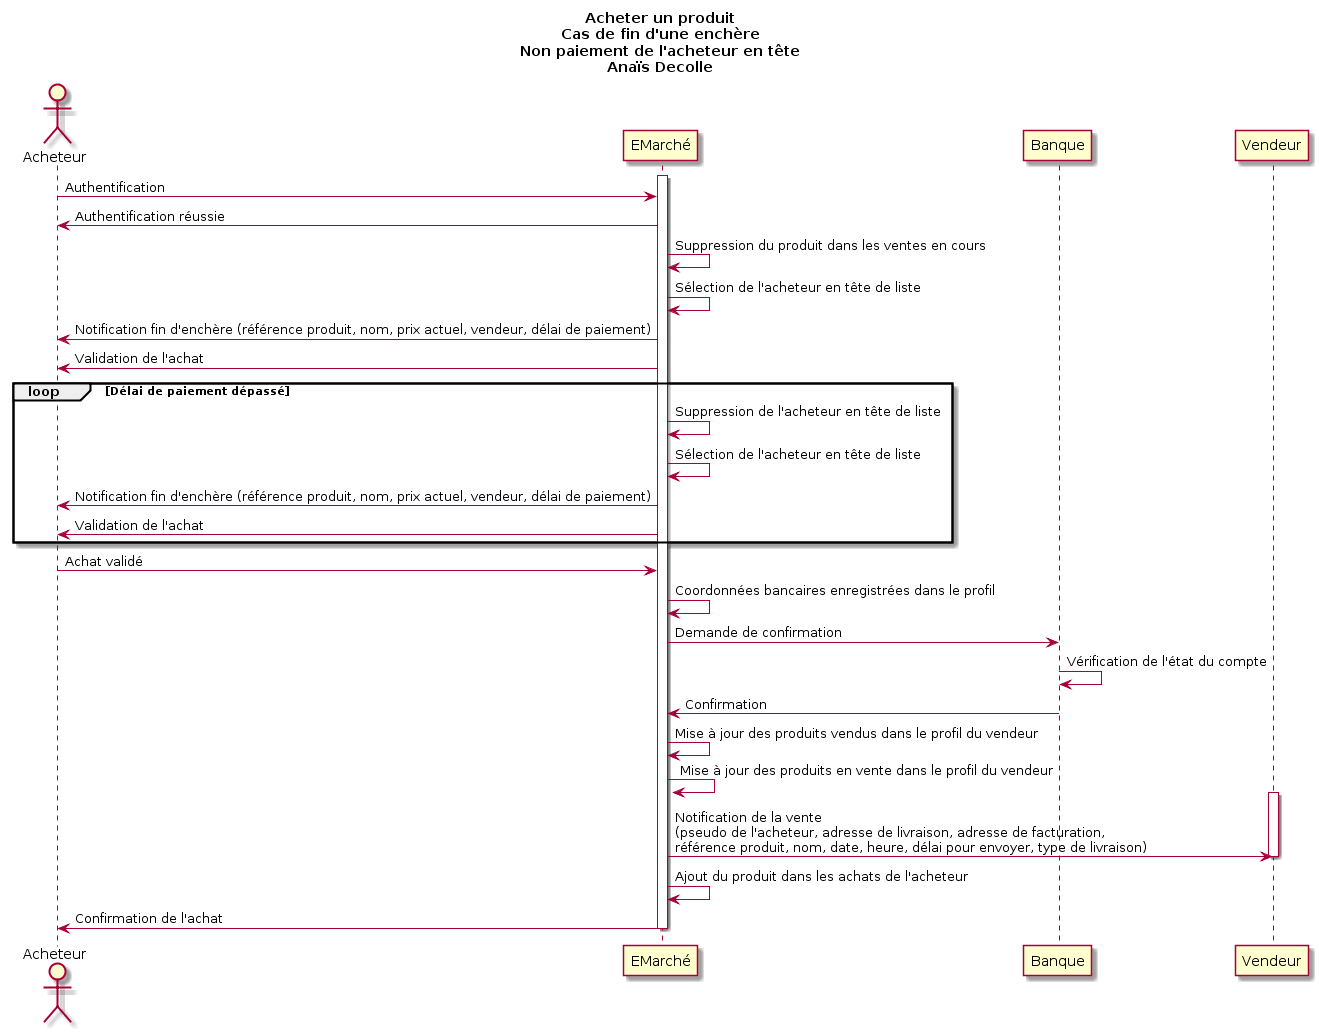 Acheter un produit
Cas de fin d'une enchère
Non paiement de l'acheteur en tête
Anaïs Decolle
Acheteur
EMarché
Banque
Vendeur
Authentification
Authentification réussie
Suppression du produit dans les ventes en cours
Sélection de l'acheteur en tête de liste
Notification fin d'enchère (référence produit, nom, prix actuel, vendeur, délai de paiement)
Validation de l'achat
loop [Délai de paiement dépassé]
Suppression de l'acheteur en tête de liste
Sélection de l'acheteur en tête de liste
Notification fin d'enchère (référence produit, nom, prix actuel, vendeur, délai de paiement)
Validation de l'achat
Achat validé
Coordonnées bancaires enregistrées dans le profil
Demande de confirmation
Vérification de l'état du compte
Confirmation
Mise à jour des produits vendus dans le profil du vendeur
Mise à jour des produits en vente dans le profil du vendeur
Notification de la vente
(pseudo de l'acheteur, adresse de livraison, adresse de facturation,
référence produit, nom, date, heure, délai pour envoyer, type de livraison)
Ajout du produit dans les achats de l'acheteur
Confirmation de l'achat
Acheteur
EMarché
Banque
Vendeur